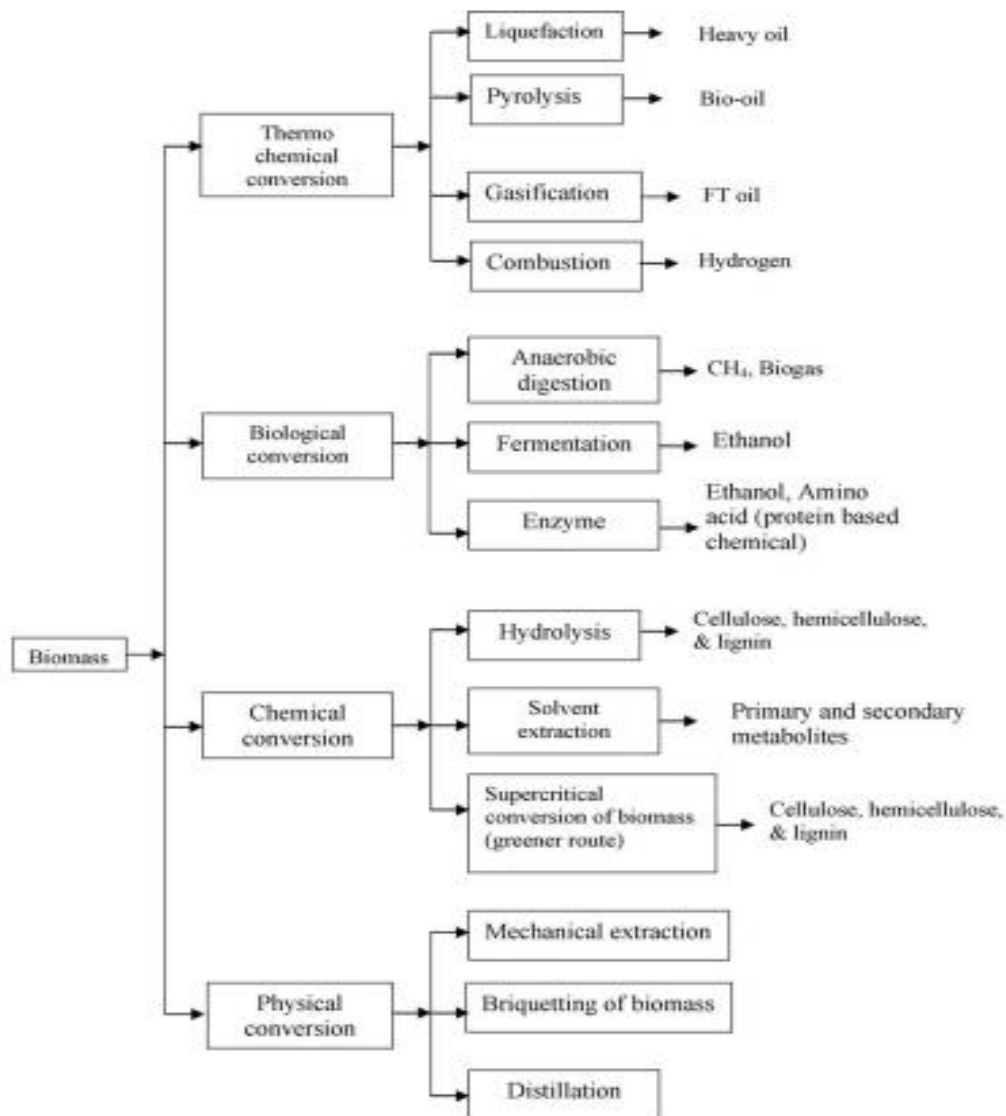 Liquefaction
Heavy oil
Pyrolysis
Bio-oil
Thermo
chemical
conversion
Gasification
FT oil
Combustion
Hydrogen
Anaerobic
digestion
CH₄, Biogas
Biological
conversion
Fermentation
Ethanol
Enzyme
Ethanol, Amino
acid (protein based
chemical)
Biomass
Hydrolysis
Cellulose, hemicellulose,
& lignin
Chemical
conversion
Solvent
extraction
Primary and secondary
metabolites
Supercritical
conversion of biomass
(greener route)
Cellulose, hemicellulose,
& lignin
Mechanical extraction
Physical
conversion
Briquetting of biomass
Distillation